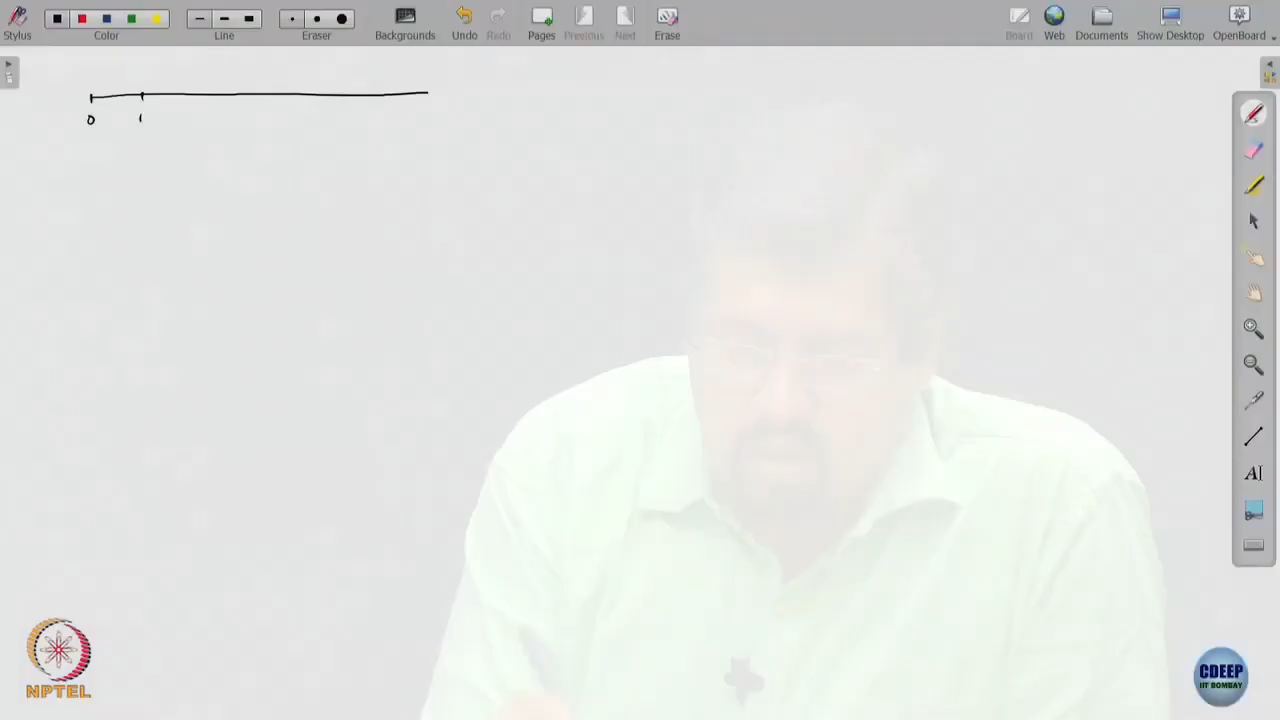 Stylus Color Line Eraser Backgrounds Undo Redo Pages Previous Next Erase Board Web Documents Show Desktop OpenBoard
0 1
AI
NPTEL
CDEEP
IIT BOMBAY